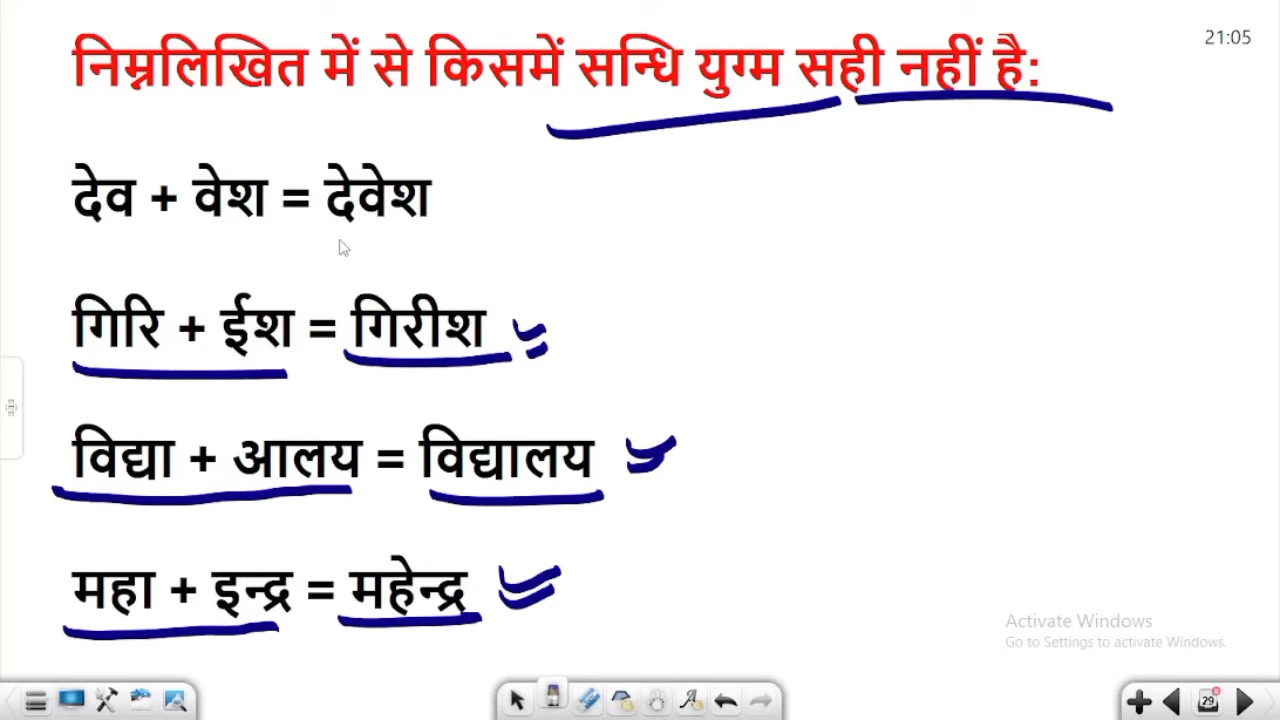 21:05
निम्नलिखित में से किसमें सन्धि युग्म सही नहीं है:
देव + वेश = देवेश
गिरि + ईश = गिरीश
विद्या + आलय = विद्यालय
महा + इन्द्र = महेन्द्र
Activate Windows
Go to Settings to activate Windows.
29